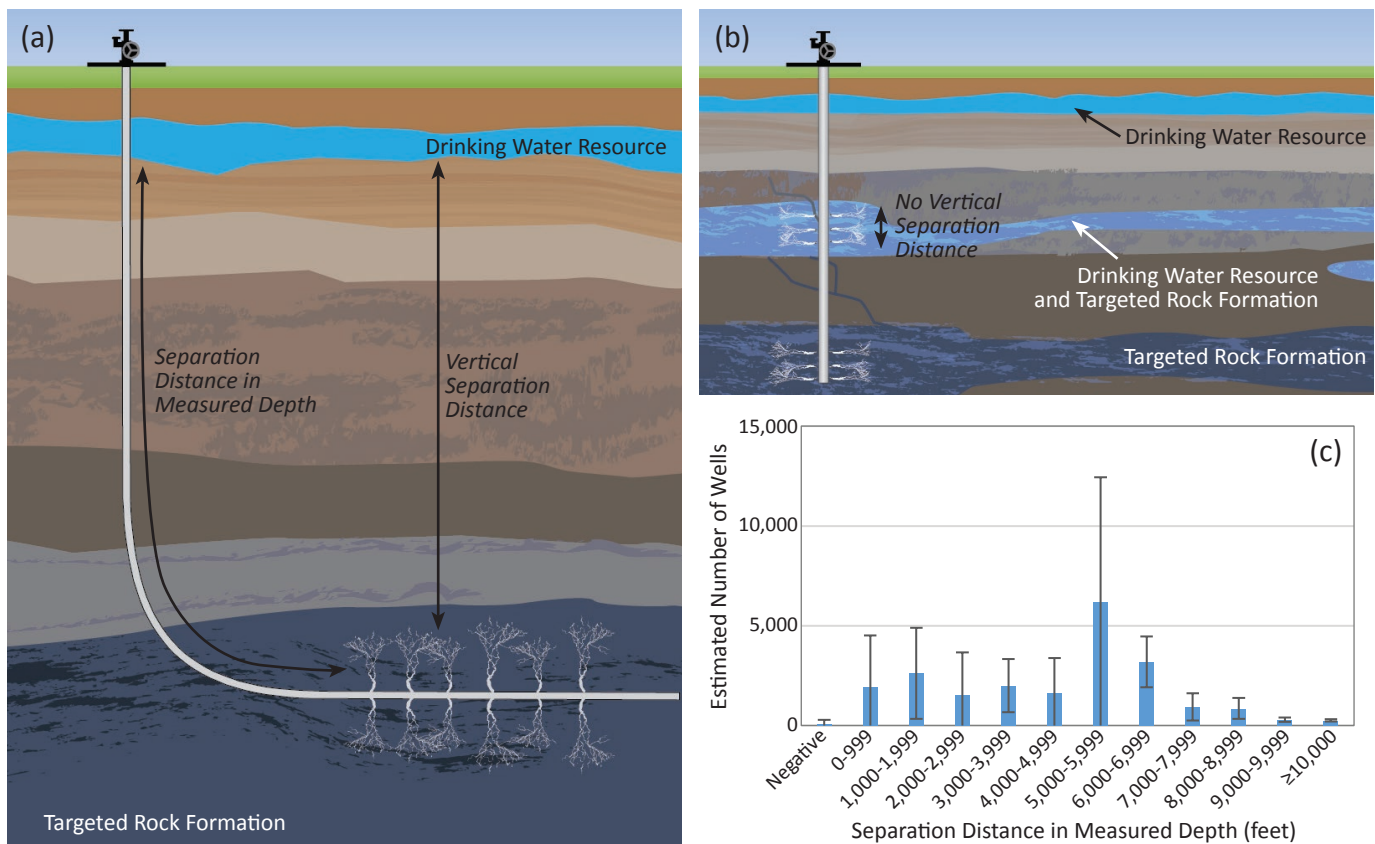 (a)
Drinking Water Resource
Separation
Distance in
Measured Depth
Vertical
Separation
Distance
Targeted Rock Formation
(b)
Drinking Water Resource
No Vertical
Separation
Distance
Drinking Water Resource
and Targeted Rock Formation
Targeted Rock Formation
(c)
Estimated Number of Wells
15,000
10,000
5,000
0
Negative
0-999
1,000-1,999
2,000-2,999
3,000-3,999
4,000-4,999
5,000-5,999
6,000-6,999
7,000-7,999
8,000-8,999
9,000-9,999
≥10,000
Separation Distance in Measured Depth (feet)